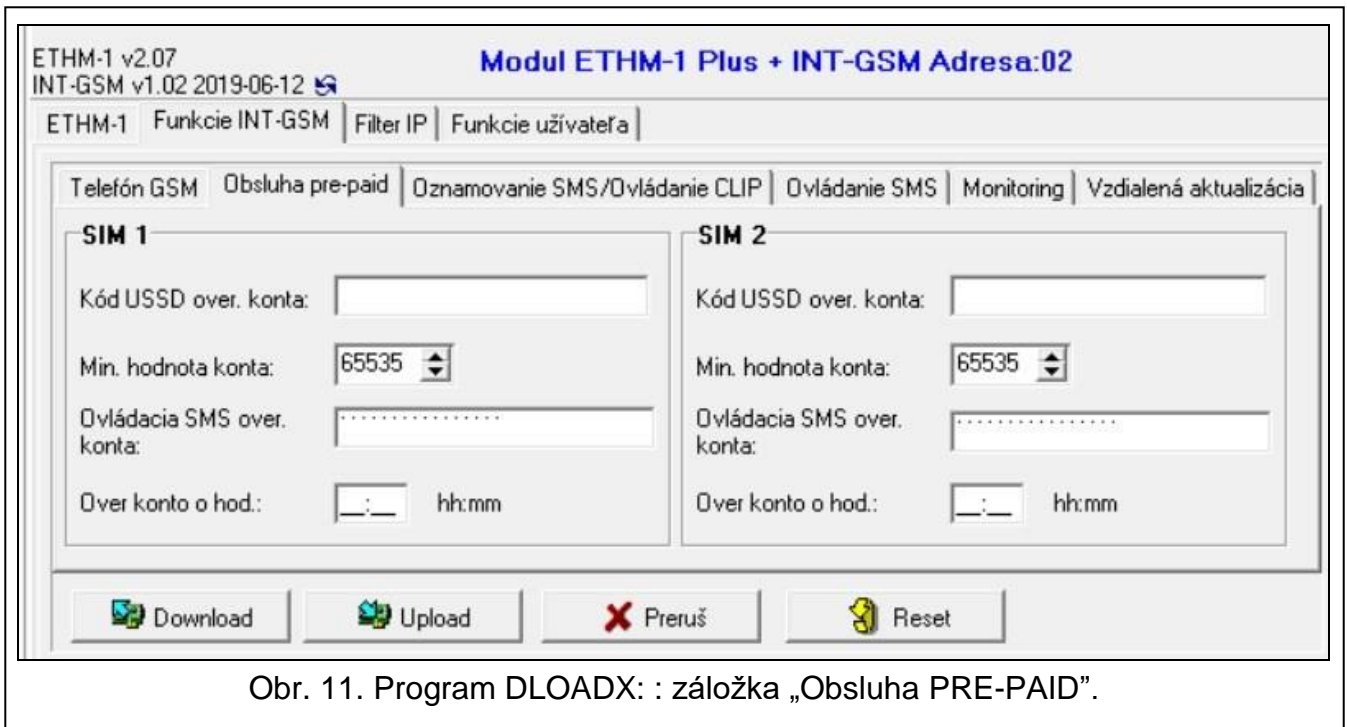 ETHM-1 v2.07
INT-GSM v1.02 2019-06-12
Modul ETHM-1 Plus + INT-GSM Adresa:02
ETHM-1 Funkcie INT-GSM Filter IP Funkcie užívateľa
Telefón GSM Obsluha pre-paid Oznamovanie SMS/Ovládanie CLIP Ovládanie SMS Monitoring Vzdialená aktualizácia
SIM 1
Kód USSD over. konta:
Min. hodnota konta: 65535
Ovládacia SMS over.
konta: ................
Over konto o hod.: __:__ hh:mm
SIM 2
Kód USSD over. konta:
Min. hodnota konta: 65535
Ovládacia SMS over.
konta: ................
Over konto o hod.: __:__ hh:mm
Download Upload Preruš Reset
Obr. 11. Program DLOADX: : záložka „Obsluha PRE-PAID”.